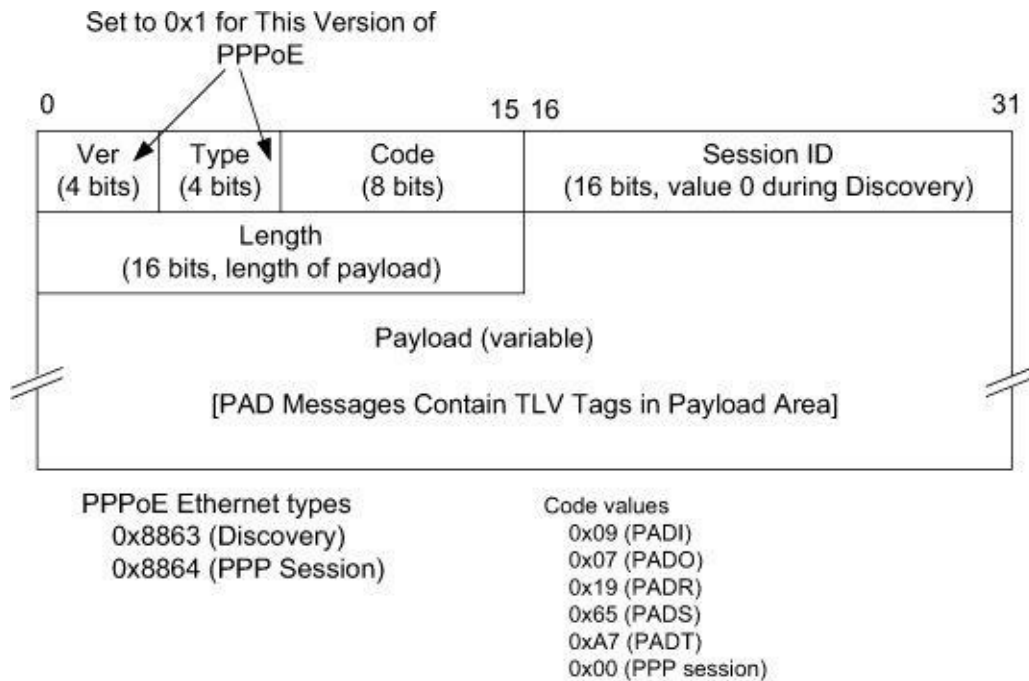 Set to 0x1 for This Version of
PPPoE
0 15 16 31
Ver Type Code Session ID
(4 bits) (4 bits) (8 bits) (16 bits, value 0 during Discovery)
Length
(16 bits, length of payload)
Payload (variable)
[PAD Messages Contain TLV Tags in Payload Area]
PPPoE Ethernet types
0x8863 (Discovery)
0x8864 (PPP Session)
Code values
0x09 (PADI)
0x07 (PADO)
0x19 (PADR)
0x65 (PADS)
0xA7 (PADT)
0x00 (PPP session)